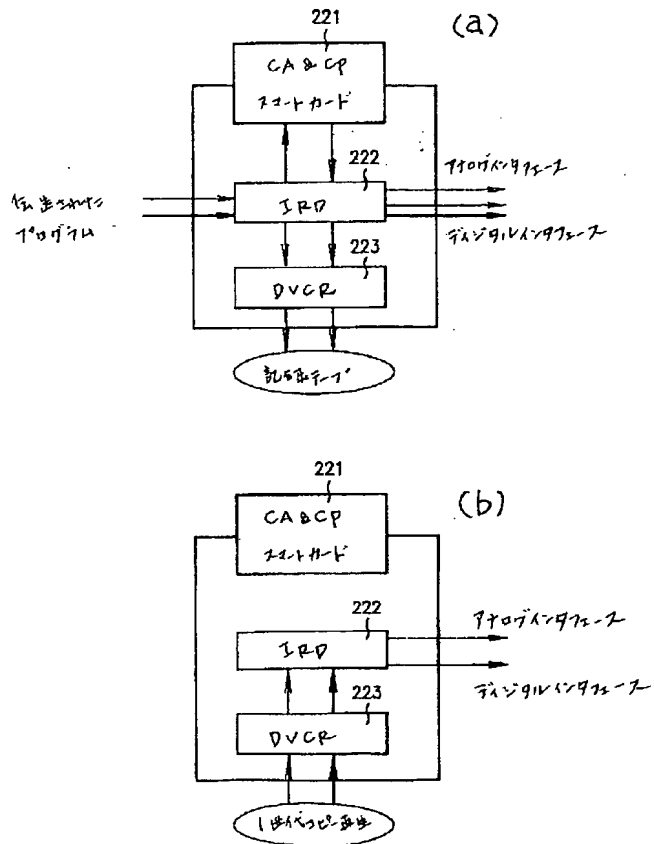 221
(a)
CA & CP
スマートカード
222
アナログインタフェース
伝送された
プログラム
IRD
ディジタルインタフェース
223
DVCR
記録テープ
221
(b)
CA & CP
スマートカード
222
アナログインタフェース
IRD
ディジタルインタフェース
223
DVCR
1世代コピー再生